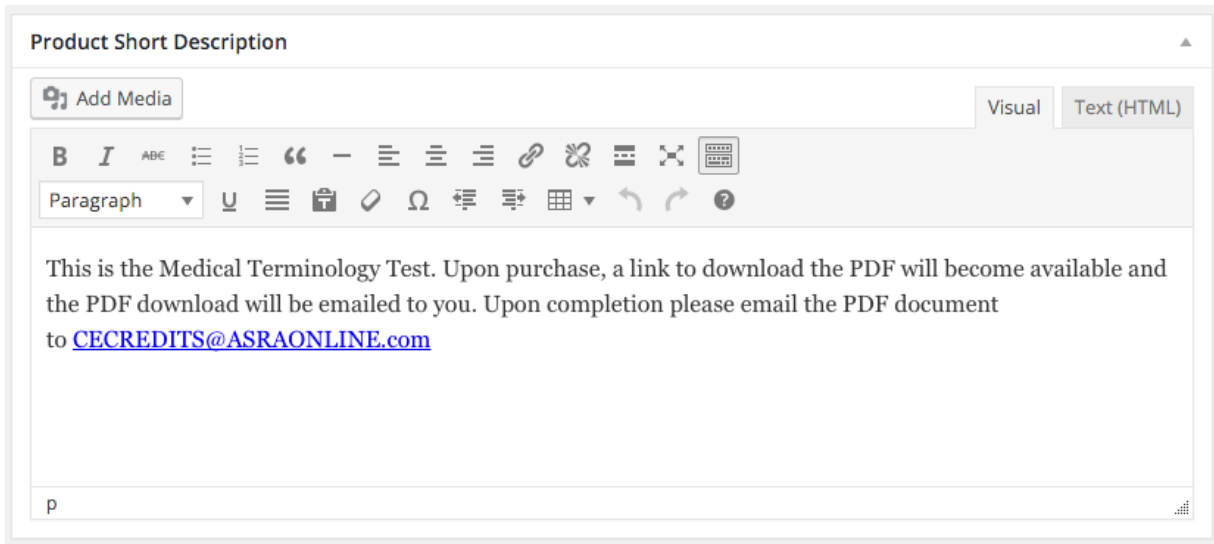 Product Short Description
Add Media
Visual Text (HTML)
B I ABC
Paragraph U T Ω ?
This is the Medical Terminology Test. Upon purchase, a link to download the PDF will become available and
the PDF download will be emailed to you. Upon completion please email the PDF document
to CECREDITS@ASRAONLINE.com
p